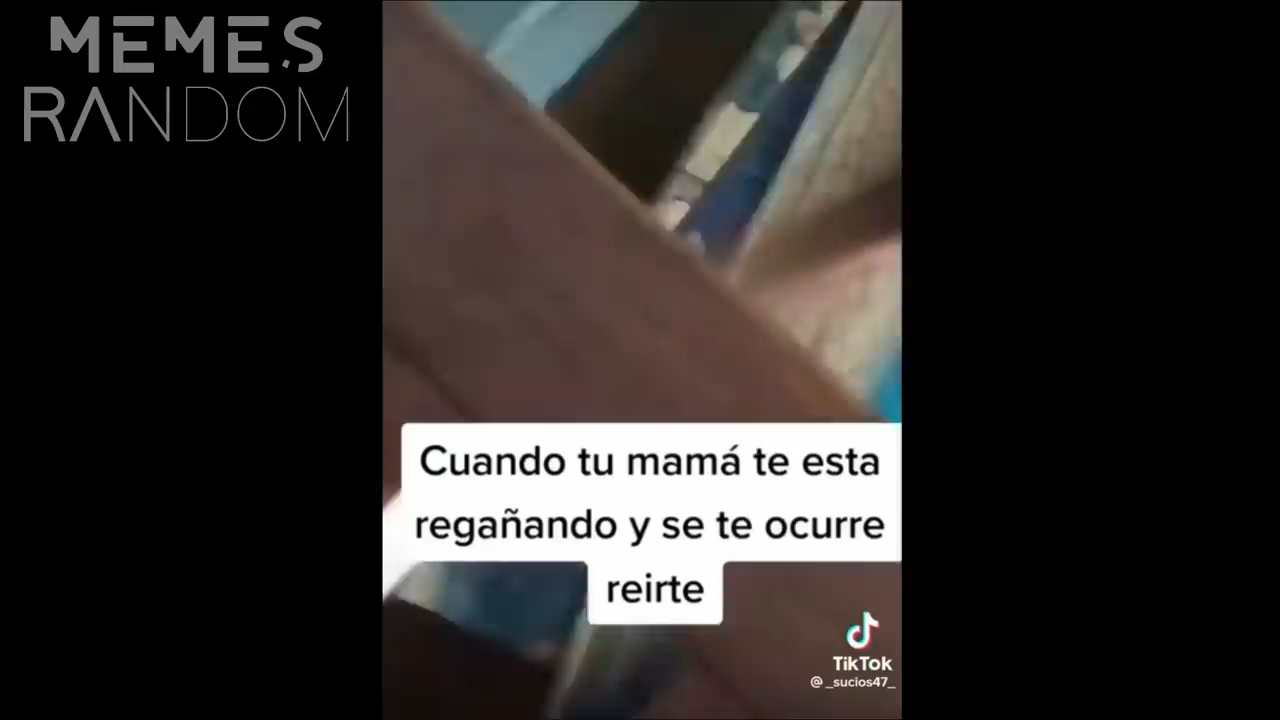 MEMES
RANDOM
Cuando tu mamá te esta
regañando y se te ocurre
reirte
TikTok
@_sucios47_